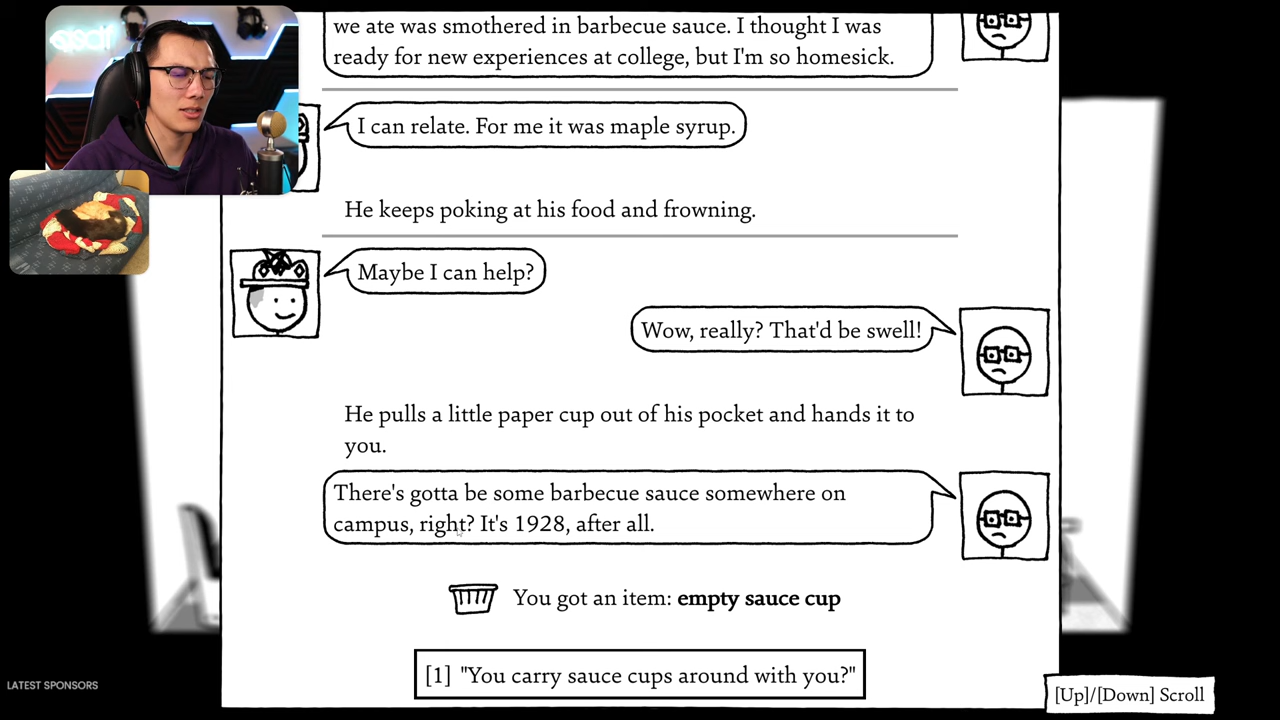 we ate was smothered in barbecue sauce. I thought I was
ready for new experiences at college, but I'm so homesick.
I can relate. For me it was maple syrup.
He keeps poking at his food and frowning.
Maybe I can help?
Wow, really? That'd be swell!
He pulls a little paper cup out of his pocket and hands it to
you.
There's gotta be some barbecue sauce somewhere on
campus, right? It's 1928, after all.
You got an item: empty sauce cup
[1] "You carry sauce cups around with you?"
LATEST SPONSORS
[Up]/[Down] Scroll